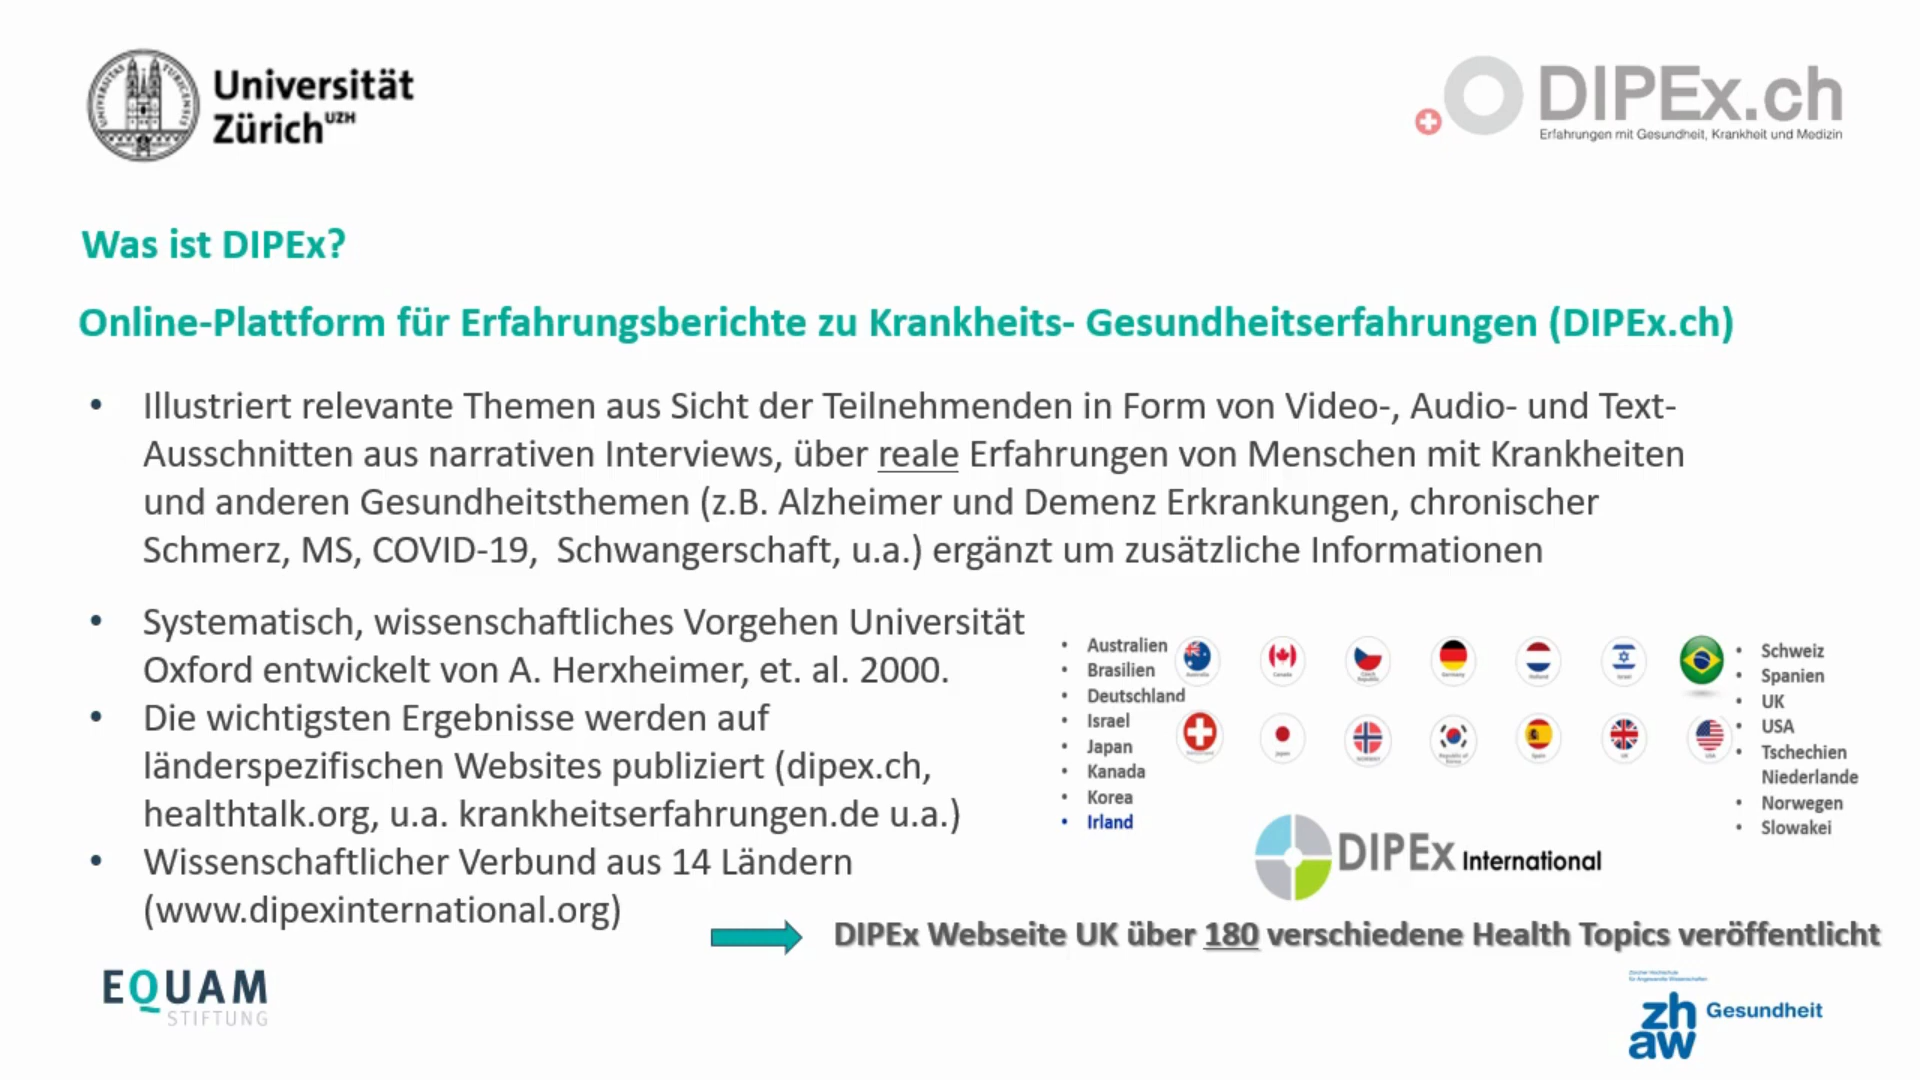 Universität
Zürich UZH
DIPEx.ch
Erfahrungen mit Gesundheit, Krankheit und Medizin
Was ist DIPEx?
Online-Plattform für Erfahrungsberichte zu Krankheits- Gesundheitserfahrungen (DIPEx.ch)
• Illustriert relevante Themen aus Sicht der Teilnehmenden in Form von Video-, Audio- und Text-
Ausschnitten aus narrativen Interviews, über reale Erfahrungen von Menschen mit Krankheiten
und anderen Gesundheitsthemen (z.B. Alzheimer und Demenz Erkrankungen, chronischer
Schmerz, MS, COVID-19,  Schwangerschaft, u.a.) ergänzt um zusätzliche Informationen
• Systematisch, wissenschaftliches Vorgehen Universität
Oxford entwickelt von A. Herxheimer, et. al. 2000.
• Die wichtigsten Ergebnisse werden auf
länderspezifischen Websites publiziert (dipex.ch,
healthtalk.org, u.a. krankheitserfahrungen.de u.a.)
• Wissenschaftlicher Verbund aus 14 Ländern
(www.dipexinternational.org)
• Australien
• Brasilien
• Deutschland
• Israel
• Japan
• Kanada
• Korea
• Irland
• Schweiz
• Spanien
• UK
• USA
• Tschechien
Niederlande
• Norwegen
• Slowakei
DIPEx International
DIPEx Webseite UK über 180 verschiedene Health Topics veröffentlicht
EQUAM
STIFTUNG
Zürcher Hochschule
für Angewandte Wissenschaften
zh
aw
Gesundheit